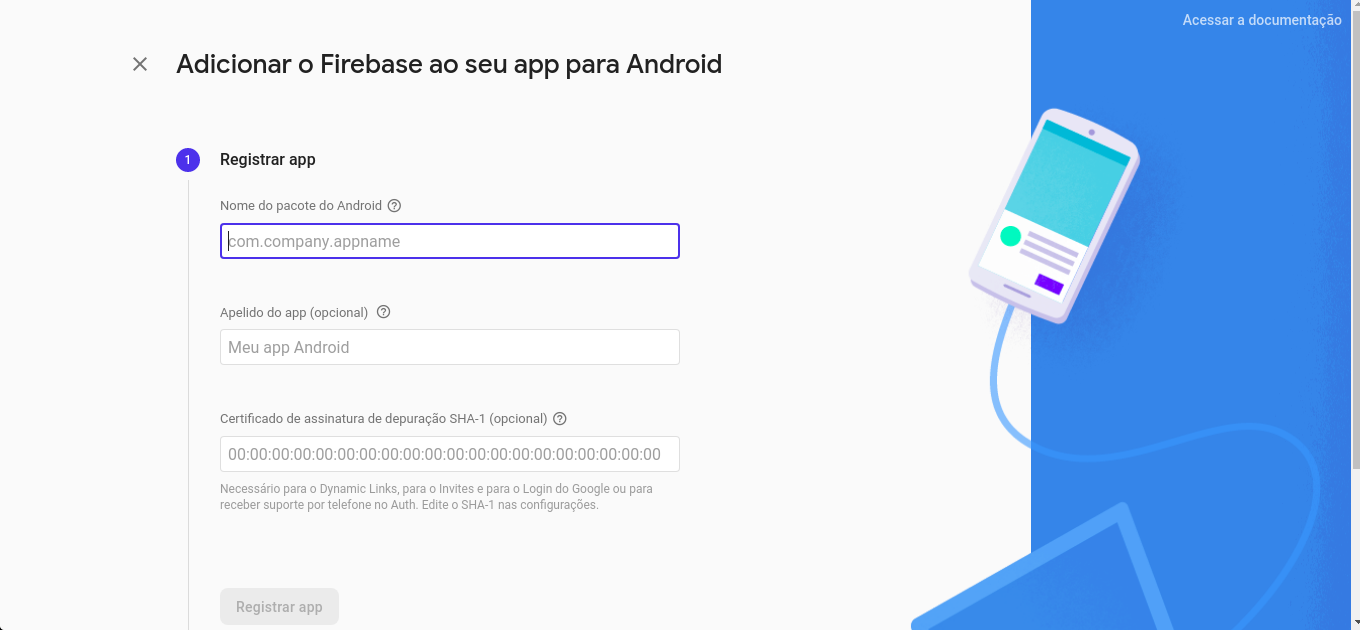 Acessar a documentação
Adicionar o Firebase ao seu app para Android
1 Registrar app
Nome do pacote do Android ?
com.company.appname
Apelido do app (opcional) ?
Meu app Android
Certificado de assinatura de depuração SHA-1 (opcional) ?
00:00:00:00:00:00:00:00:00:00:00:00:00:00:00:00:00:00:00:00
Necessário para o Dynamic Links, para o Invites e para o Login do Google ou para
receber suporte por telefone no Auth. Edite o SHA-1 nas configurações.
Registrar app